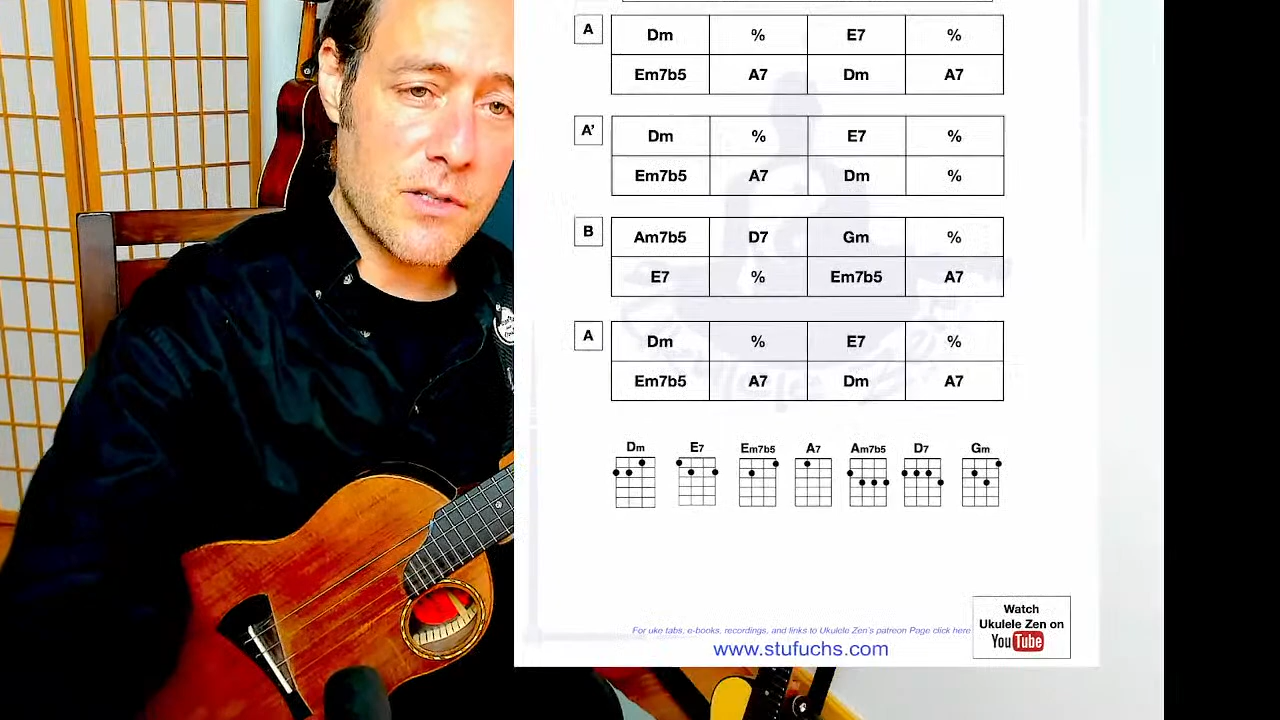 A
Dm % E7 %
Em7b5 A7 Dm A7
A’
Dm % E7 %
Em7b5 A7 Dm %
B
Am7b5 D7 Gm %
E7 % Em7b5 A7
A
Dm % E7 %
Em7b5 A7 Dm A7
Dm E7 Em7b5 A7 Am7b5 D7 Gm
For uke tabs, e-books, recordings, and links to Ukulele Zen's patreon Page click here
www.stufuchs.com
Watch
Ukulele Zen on
YouTube